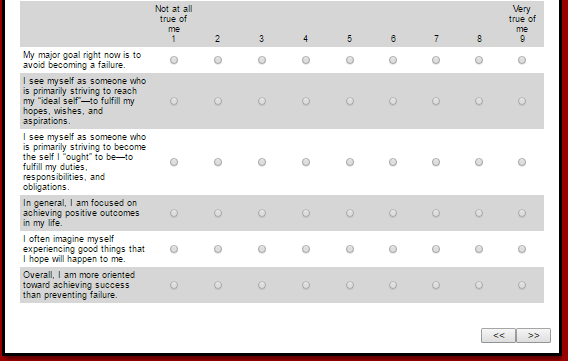 Not at all true of me 1 2 3 4 5 6 7 8 Very true of me 9
My major goal right now is to
avoid becoming a failure.
I see myself as someone who
is primarily striving to reach
my "ideal self"—to fulfill my
hopes, wishes, and
aspirations.
I see myself as someone who
is primarily striving to become
the self I "ought" to be—to
fulfill my duties,
responsibilities, and
obligations.
In general, I am focused on
achieving positive outcomes
in my life.
I often imagine myself
experiencing good things that
I hope will happen to me.
Overall, I am more oriented
toward achieving success
than preventing failure.
<< >>